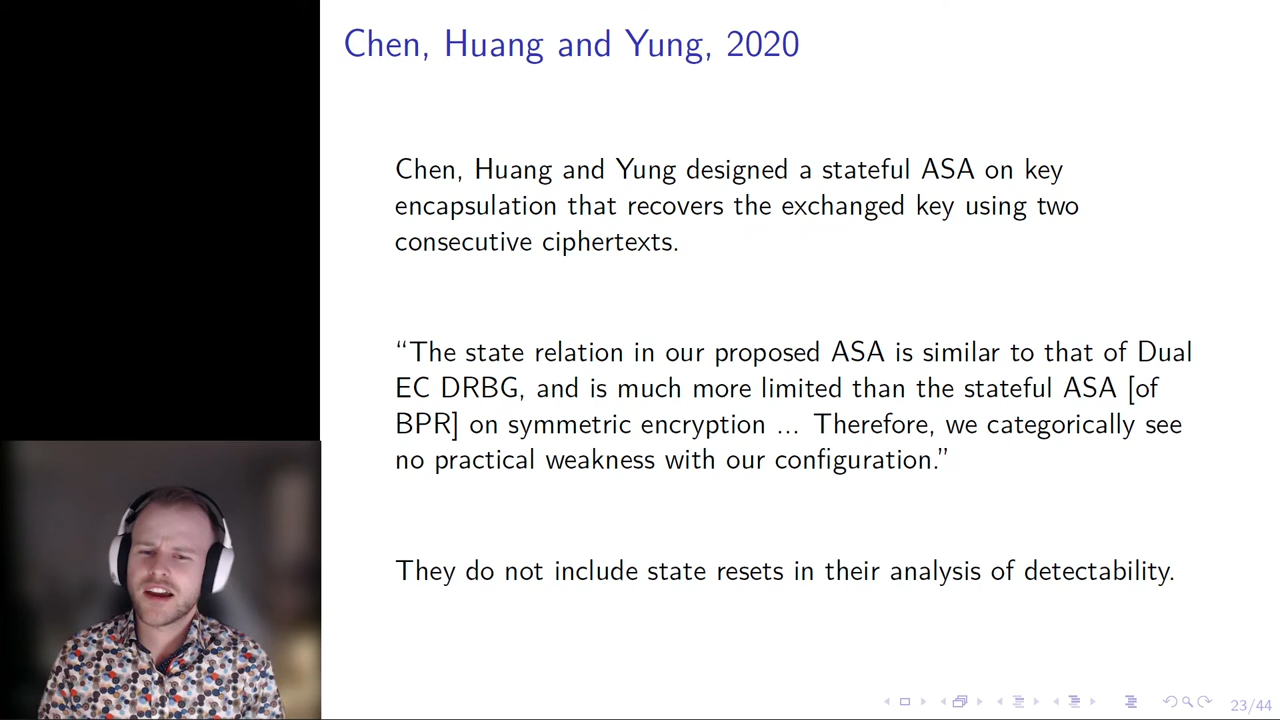 Chen, Huang and Yung, 2020
Chen, Huang and Yung designed a stateful ASA on key
encapsulation that recovers the exchanged key using two
consecutive ciphertexts.
“The state relation in our proposed ASA is similar to that of Dual
EC DRBG, and is much more limited than the stateful ASA [of
BPR] on symmetric encryption ... Therefore, we categorically see
no practical weakness with our configuration.”
They do not include state resets in their analysis of detectability.
23/44